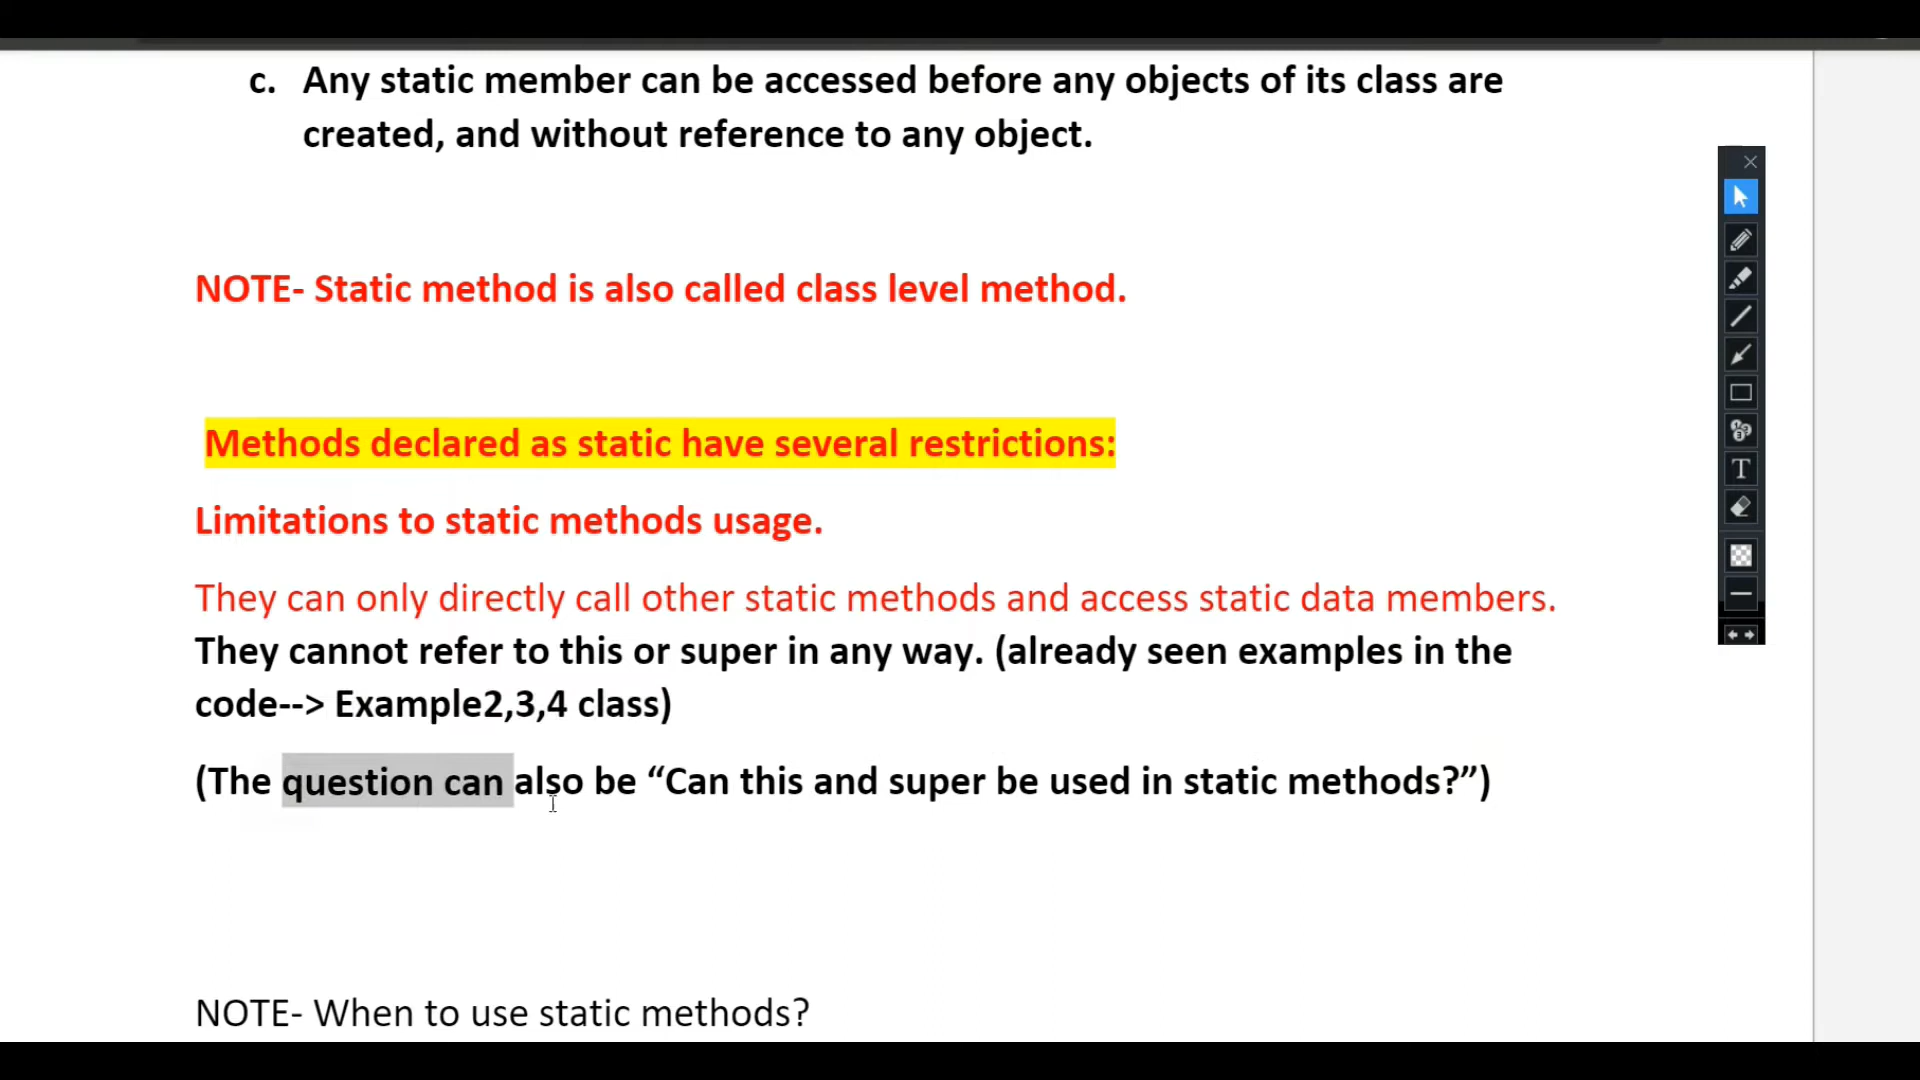 c. Any static member can be accessed before any objects of its class are
created, and without reference to any object.
NOTE- Static method is also called class level method.
Methods declared as static have several restrictions:
Limitations to static methods usage.
They can only directly call other static methods and access static data members.
They cannot refer to this or super in any way. (already seen examples in the
code--> Example2,3,4 class)
(The question can also be “Can this and super be used in static methods?”)
NOTE- When to use static methods?